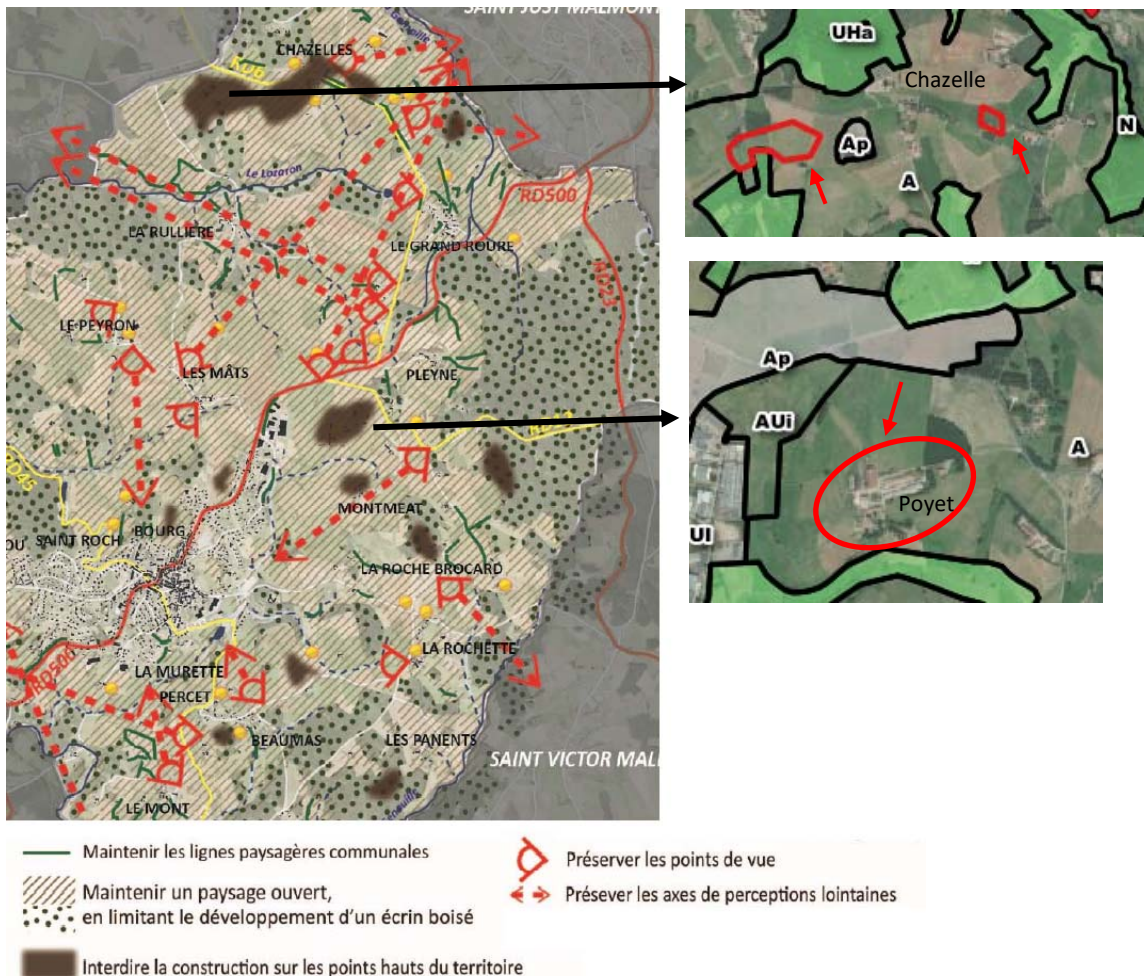 SAINT JUST MALMONT
CHAZELLES
RD6
Le Lozaron
LA RULLIERE
RD500
LE GRAND ROURE
RD23
LE PEYRON
LES MÂTS
PLEYNE
RD45
MONTMEAT
BOURG
SAINT ROCH
OU
LA ROCHE BROCARD
LA ROCHETTE
LA MURETTE
RD500
PERCET
BEAUMAS
LES PANENTS
SAINT VICTOR MAL
LE MONT
UHa
Chazelle
Ap
A
N
Ap
AUi
A
Poyet
UI
Maintenir les lignes paysagères communales
Maintenir un paysage ouvert,
en limitant le développement d'un écrin boisé
Interdire la construction sur les points hauts du territoire
Préserver les points de vue
Présever les axes de perceptions lointaines